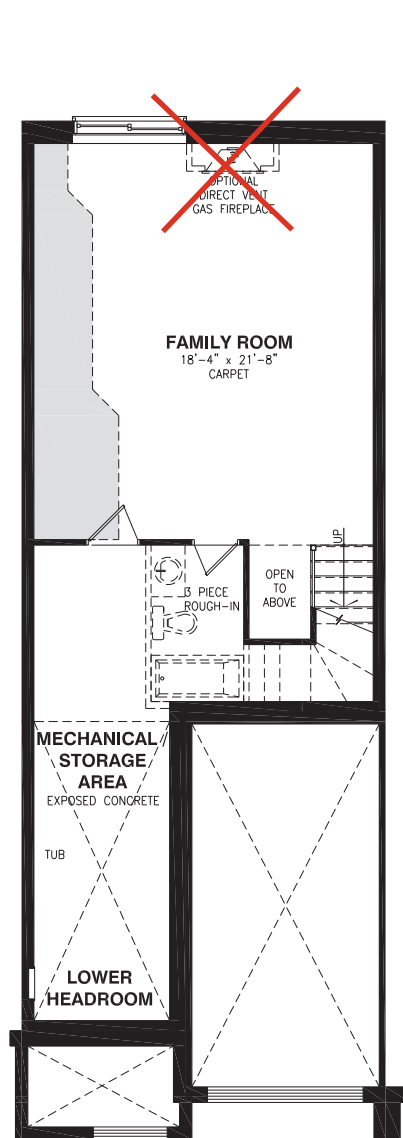 OPTIONAL
DIRECT VENT
GAS FIREPLACE
FAMILY ROOM
18'-4" x 21'-8"
CARPET
UP
OPEN
TO
ABOVE
3 PIECE
ROUGH-IN
MECHANICAL /
STORAGE
AREA
EXPOSED CONCRETE
TUB
LOWER
HEADROOM